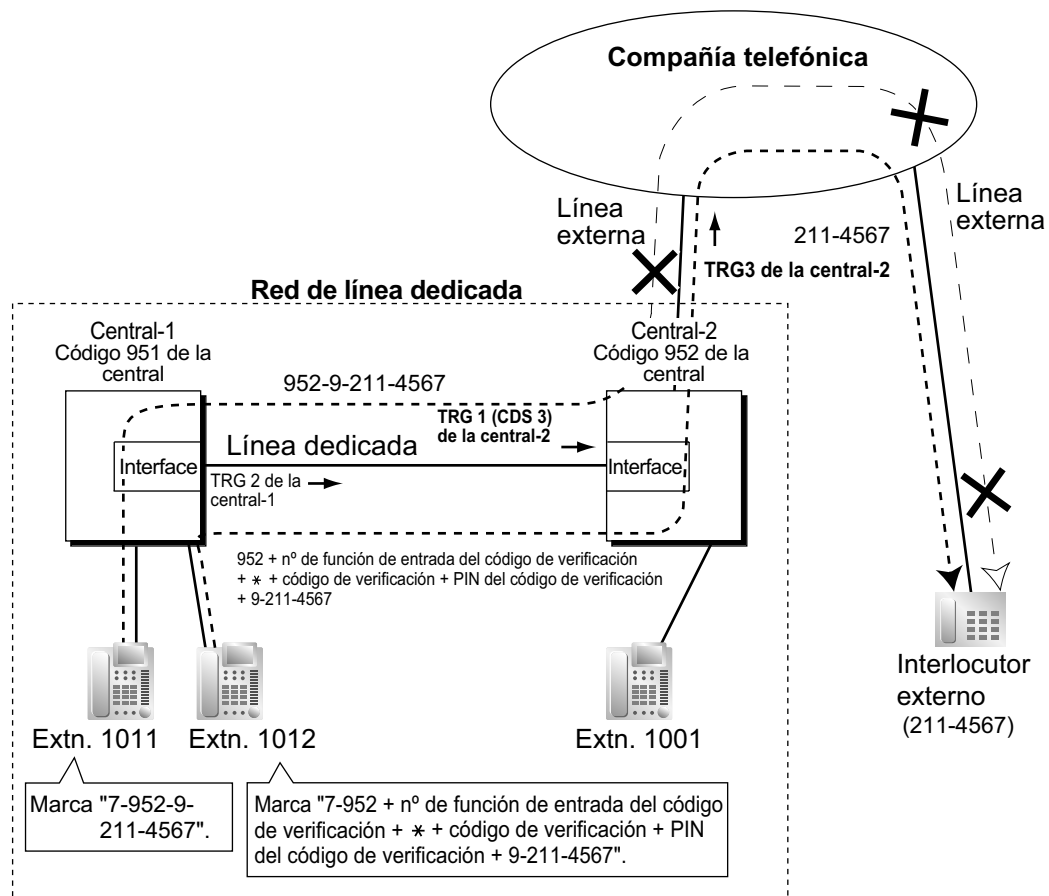 Compañía telefónica
Línea
externa
Línea
externa
211-4567
TRG3 de la central-2
Red de línea dedicada
Central-1
Código 951 de la
central
Central-2
Código 952 de la
central
952-9-211-4567
TRG 1 (CDS 3)
de la central-2
Línea dedicada
Interface
Interface
TRG 2 de la
central-1
952 + nº de función de entrada del código de verificación
+ * + código de verificación + PIN del código de verificación
+ 9-211-4567
Interlocutor
externo
(211-4567)
Extn. 1011
Extn. 1012
Extn. 1001
Marca "7-952-9-
211-4567".
Marca "7-952 + nº de función de entrada del código
de verificación + * + código de verificación + PIN
del código de verificación + 9-211-4567".